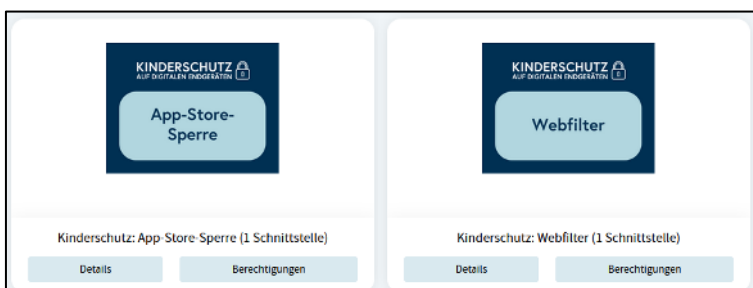 KINDERSCHUTZ
AUF DIGITALEN ENDGERÄTEN
App-Store-
Sperre
Kinderschutz: App-Store-Sperre (1 Schnittstelle)
Details Berechtigungen
KINDERSCHUTZ
AUF DIGITALEN ENDGERÄTEN
Webfilter
Kinderschutz: Webfilter (1 Schnittstelle)
Details Berechtigungen